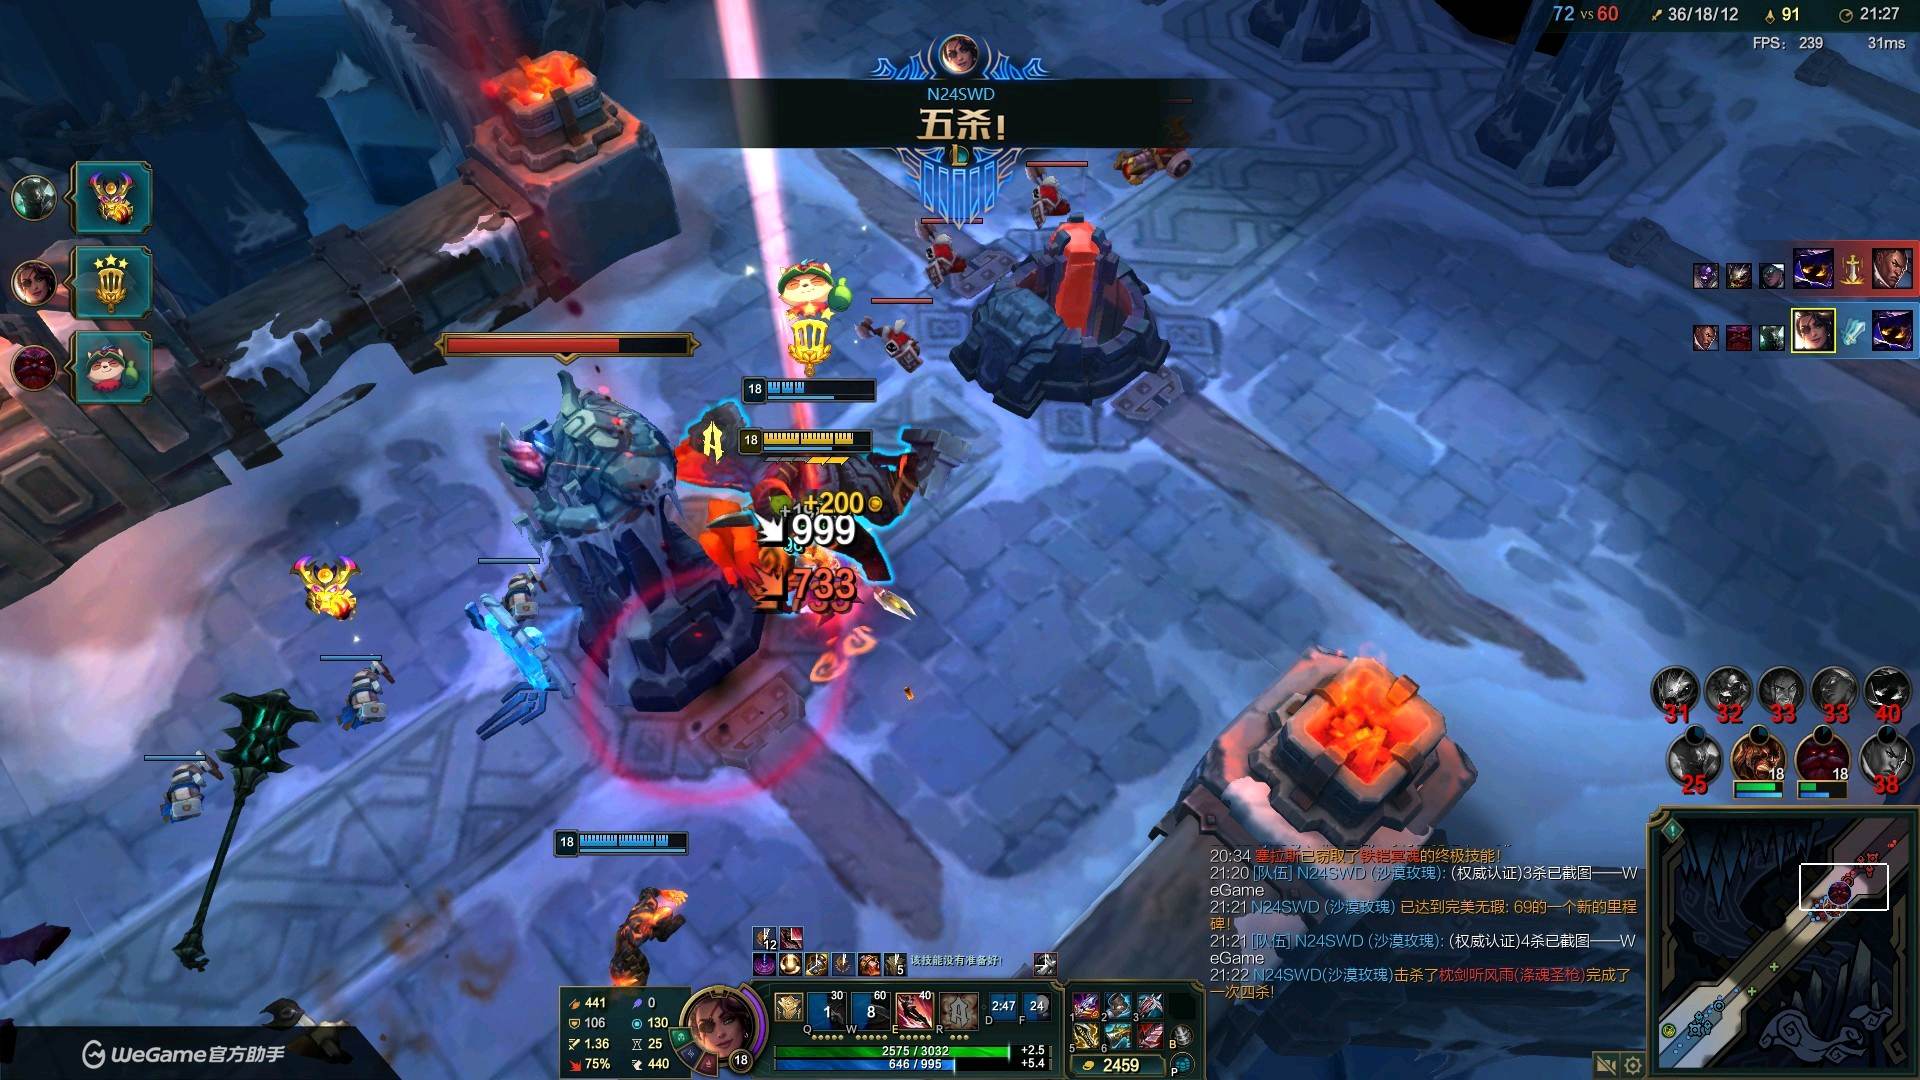 72 vs 60 36/18/12 91 21:27
FPS: 239 31ms
N24SWD
五杀!
18
18
+200
999
733
18
31 32 33 33 40
25 18 18 38
20:34 塞拉斯已窃取了铁铠冥魂的终极技能!
21:20 [队伍] N24SWD (沙漠玫瑰): (权威认证)3杀已截图——W
eGame
21:21 N24SWD (沙漠玫瑰) 已达到完美无瑕: 69的一个新的里程
碑!
21:21 [队伍] N24SWD (沙漠玫瑰): (权威认证)4杀已截图——W
eGame
21:22 N24SWD(沙漠玫瑰)击杀了枕剑听风雨(涤魂圣枪)完成了
一次四杀!
12
5 该技能没有准备好!
441 0
106 130
1.36 25
75% 440
18
30 60 40
1 8 2:47 24
Q W E R D F
2575 / 3032 +2.5
646 / 995 +5.4
1 2 3
5 6 B
2459 P
WeGame官方助手